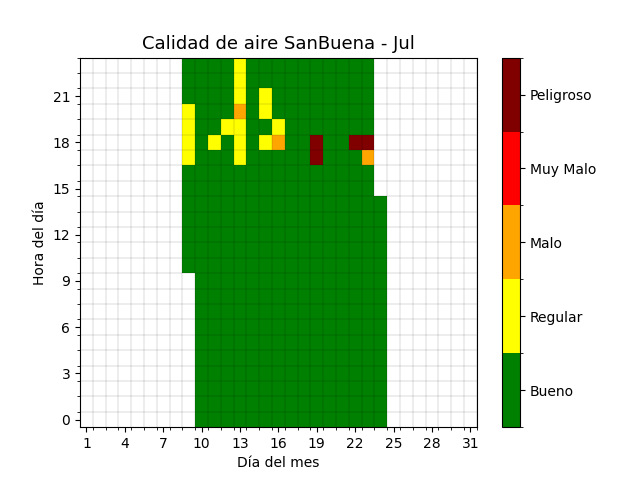 Calidad de aire SanBuena - Jul
Hora del día
21
18
15
12
9
6
3
0
1 4 7 10 13 16 19 22 25 28 31
Día del mes
Peligroso
Muy Malo
Malo
Regular
Bueno